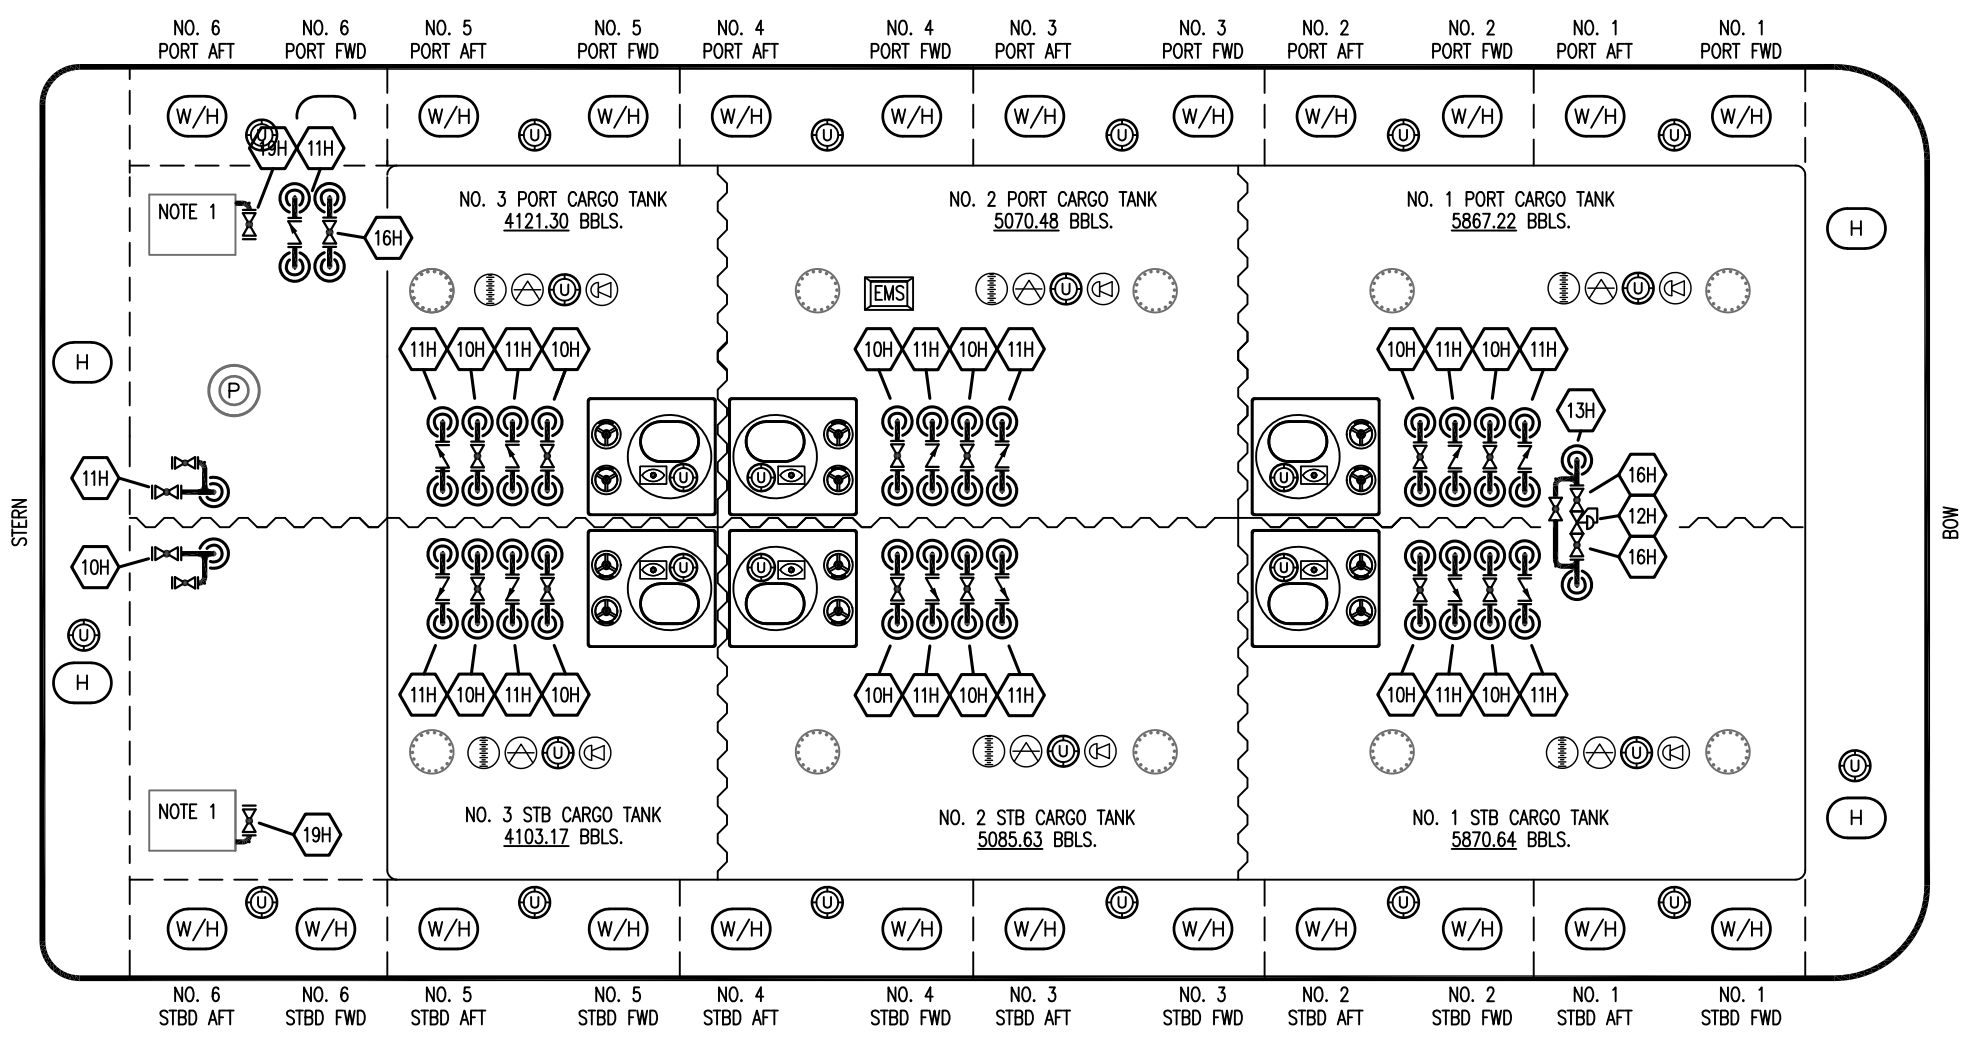 NO. 6 NO. 6 NO. 5 NO. 5 NO. 4 NO. 4 NO. 3 NO. 3 NO. 2 NO. 2 NO. 1 NO. 1
PORT AFT PORT FWD PORT AFT PORT FWD PORT AFT PORT FWD PORT AFT PORT FWD PORT AFT PORT FWD PORT AFT PORT FWD
W/H W/H W/H W/H W/H W/H W/H W/H W/H W/H W/H
U U U U U U
19H 11H
NO. 3 PORT CARGO TANK NO. 2 PORT CARGO TANK NO. 1 PORT CARGO TANK
4121.30 BBLS. 5070.48 BBLS. 5867.22 BBLS.
NOTE 1
H
16H
U EMS U U
11H 10H 11H 10H 10H 11H 10H 11H 10H 11H 10H 11H
H
P
13H
U U U
11H
16H
12H
16H
STERN
BOW
10H
U U U
U
H
11H 10H 11H 10H 10H 11H 10H 11H 10H 11H 10H 11H
U U U
U
NOTE 1
19H
H
NO. 3 STB CARGO TANK NO. 2 STB CARGO TANK NO. 1 STB CARGO TANK
4103.17 BBLS. 5085.63 BBLS. 5870.64 BBLS.
U U U U U U
W/H W/H W/H W/H W/H W/H W/H W/H W/H W/H W/H W/H
NO. 6 NO. 6 NO. 5 NO. 5 NO. 4 NO. 4 NO. 3 NO. 3 NO. 2 NO. 2 NO. 1 NO. 1
STBD AFT STBD FWD STBD AFT STBD FWD STBD AFT STBD FWD STBD AFT STBD FWD STBD AFT STBD FWD STBD AFT STBD FWD